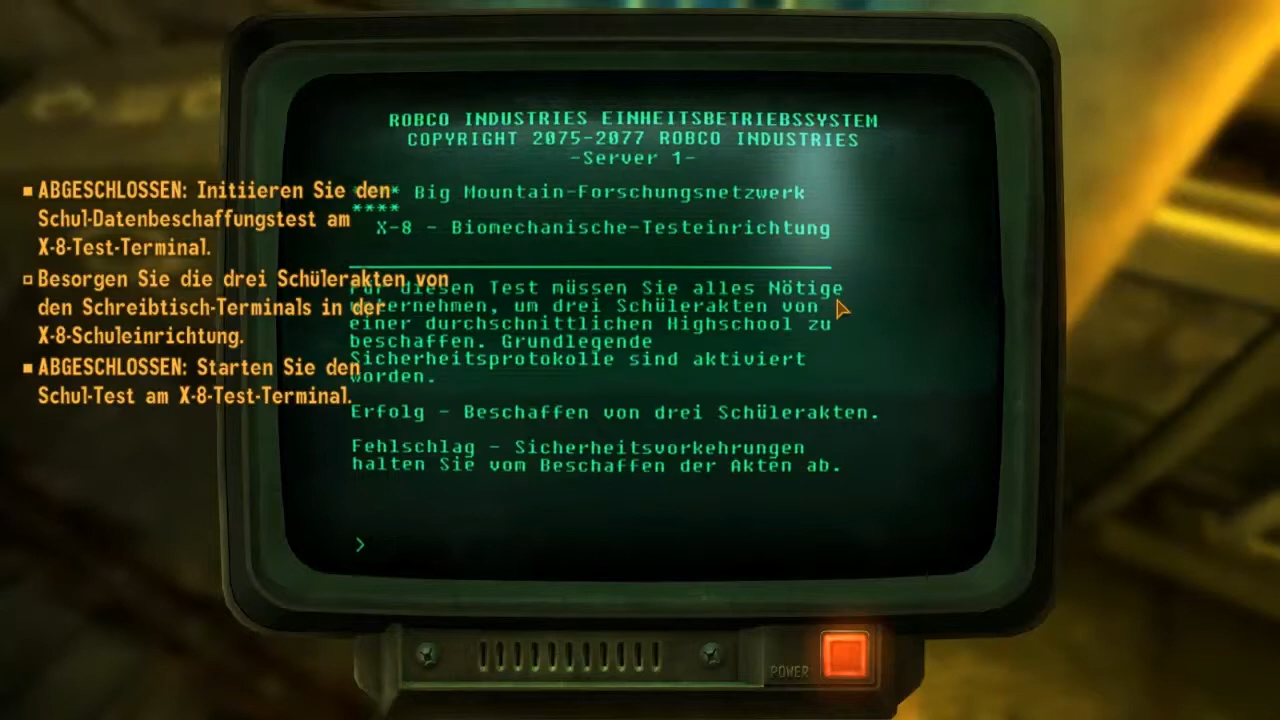 ROBCO INDUSTRIES EINHEITSBETRIEBSSYSTEM
COPYRIGHT 2075-2077 ROBCO INDUSTRIES
-Server 1-
Big Mountain-Forschungsnetzwerk
****
X-8 - Biomechanische-Testeinrichtung
diesen Test müssen Sie alles Nötige
um drei Schülerakten von
einer durchschnittlichen Highschool zu
beschaffen. Grundlegende
Sicherheitsprotokolle sind aktiviert
worden.
Erfolg - Beschaffen von drei Schülerakten.
Fehlschlag - Sicherheitsvorkehrungen
halten Sie vom Beschaffen der Akten ab.
>
ABGESCHLOSSEN: Initiieren Sie den
Schul-Datenbeschaffungstest am
X-8-Test-Terminal.
Besorgen Sie die drei Schülerakten von
den Schreibtisch-Terminals in der
X-8-Schuleinrichtung.
ABGESCHLOSSEN: Starten Sie den
Schul-Test am X-8-Test-Terminal.
POWER